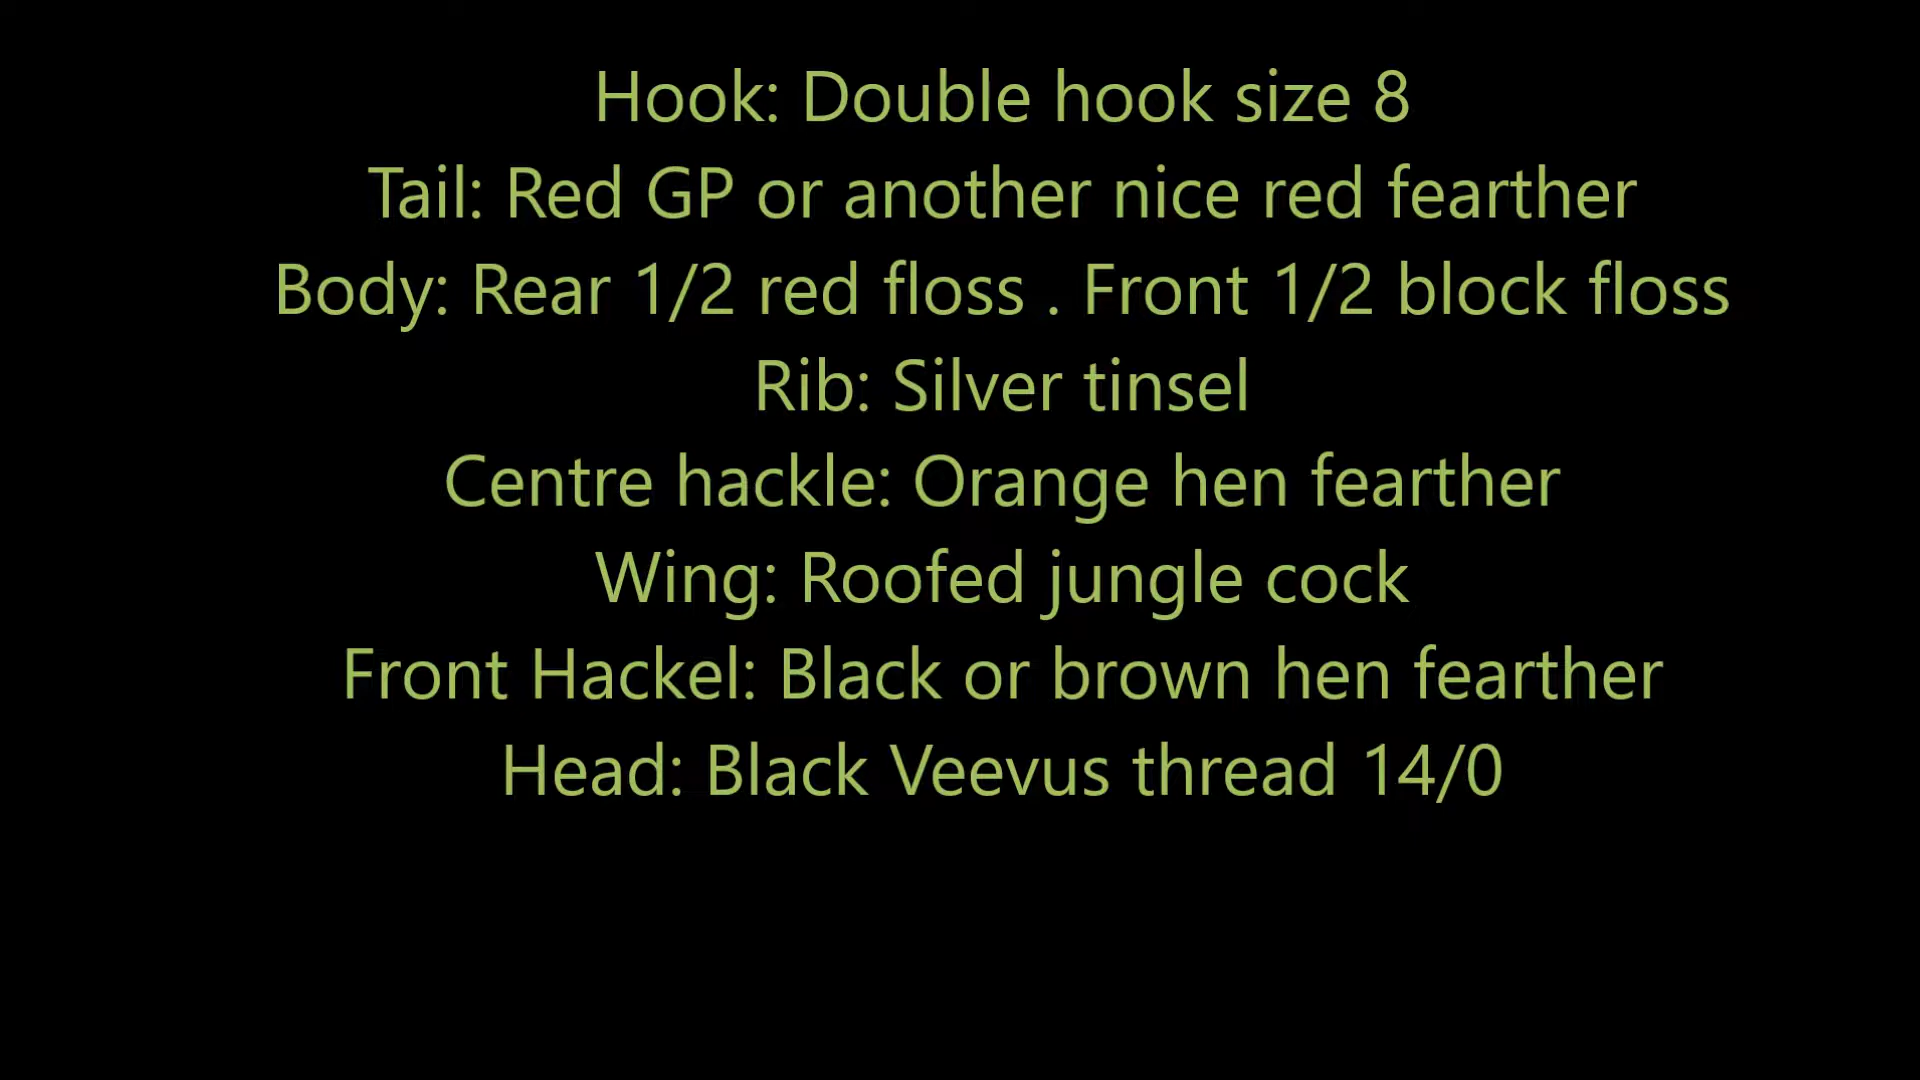 Hook: Double hook size 8
Tail: Red GP or another nice red fearther
Body: Rear 1/2 red floss . Front 1/2 block floss
Rib: Silver tinsel
Centre hackle: Orange hen fearther
Wing: Roofed jungle cock
Front Hackel: Black or brown hen fearther
Head: Black Veevus thread 14/0